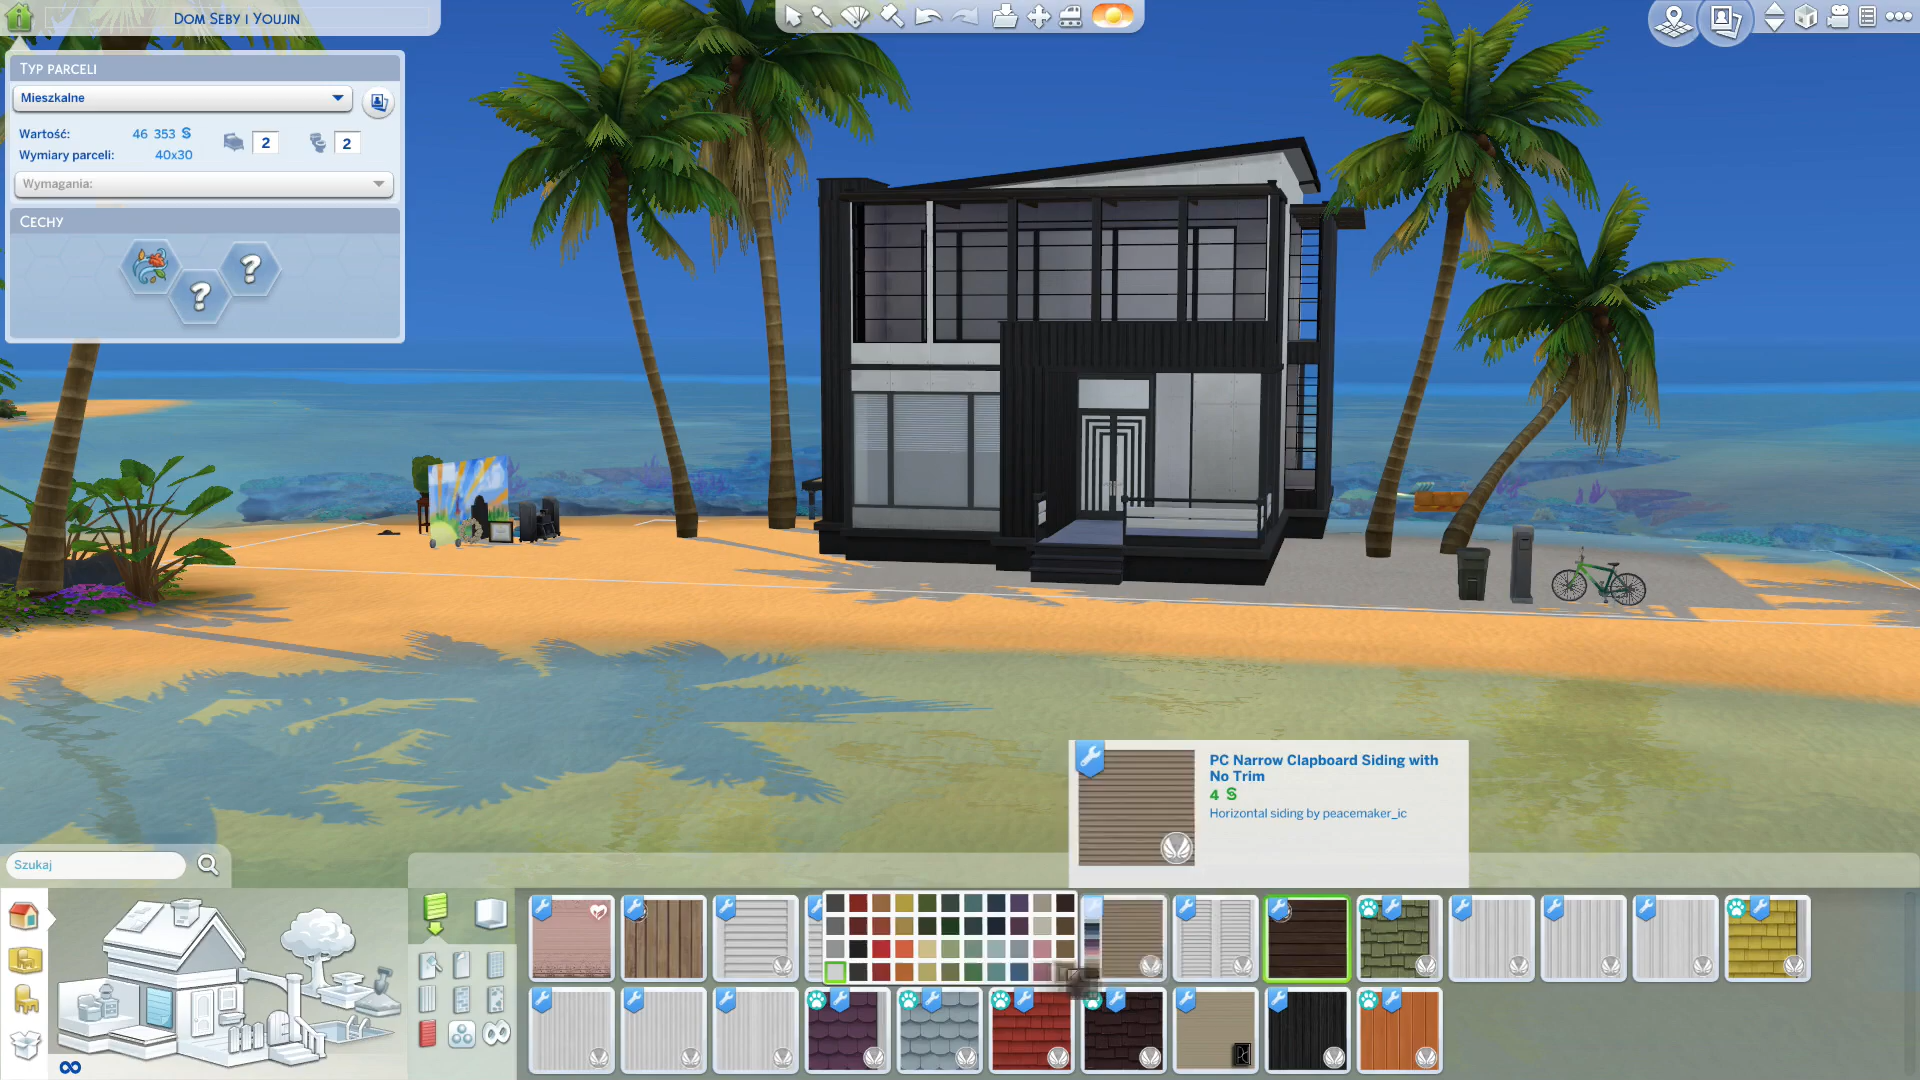 Dom Seby i Youjin
Typ parceli
Mieszkalne
Wartość: 46 353 §
2
2
Wymiary parceli: 40x30
Wymagania:
Cechy
?
?
PC Narrow Clapboard Siding with
No Trim
4 §
Horizontal siding by peacemaker_ic
Szukaj